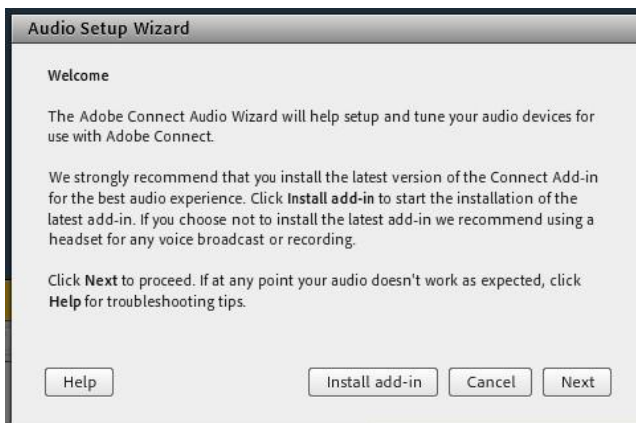 Audio Setup Wizard
Welcome
The Adobe Connect Audio Wizard will help setup and tune your audio devices for
use with Adobe Connect.
We strongly recommend that you install the latest version of the Connect Add-in
for the best audio experience. Click Install add-in to start the installation of the
latest add-in. If you choose not to install the latest add-in we recommend using a
headset for any voice broadcast or recording.
Click Next to proceed. If at any point your audio doesn't work as expected, click
Help for troubleshooting tips.
Help Install add-in Cancel Next